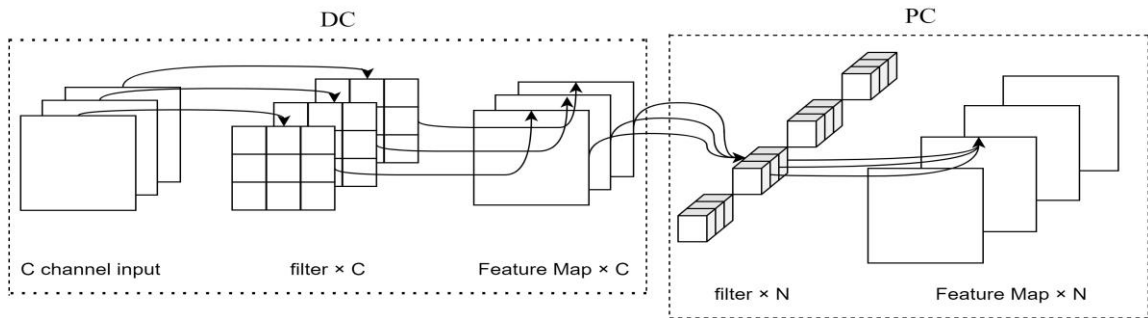 DC
PC
C channel input
filter × C
Feature Map × C
filter × N
Feature Map × N